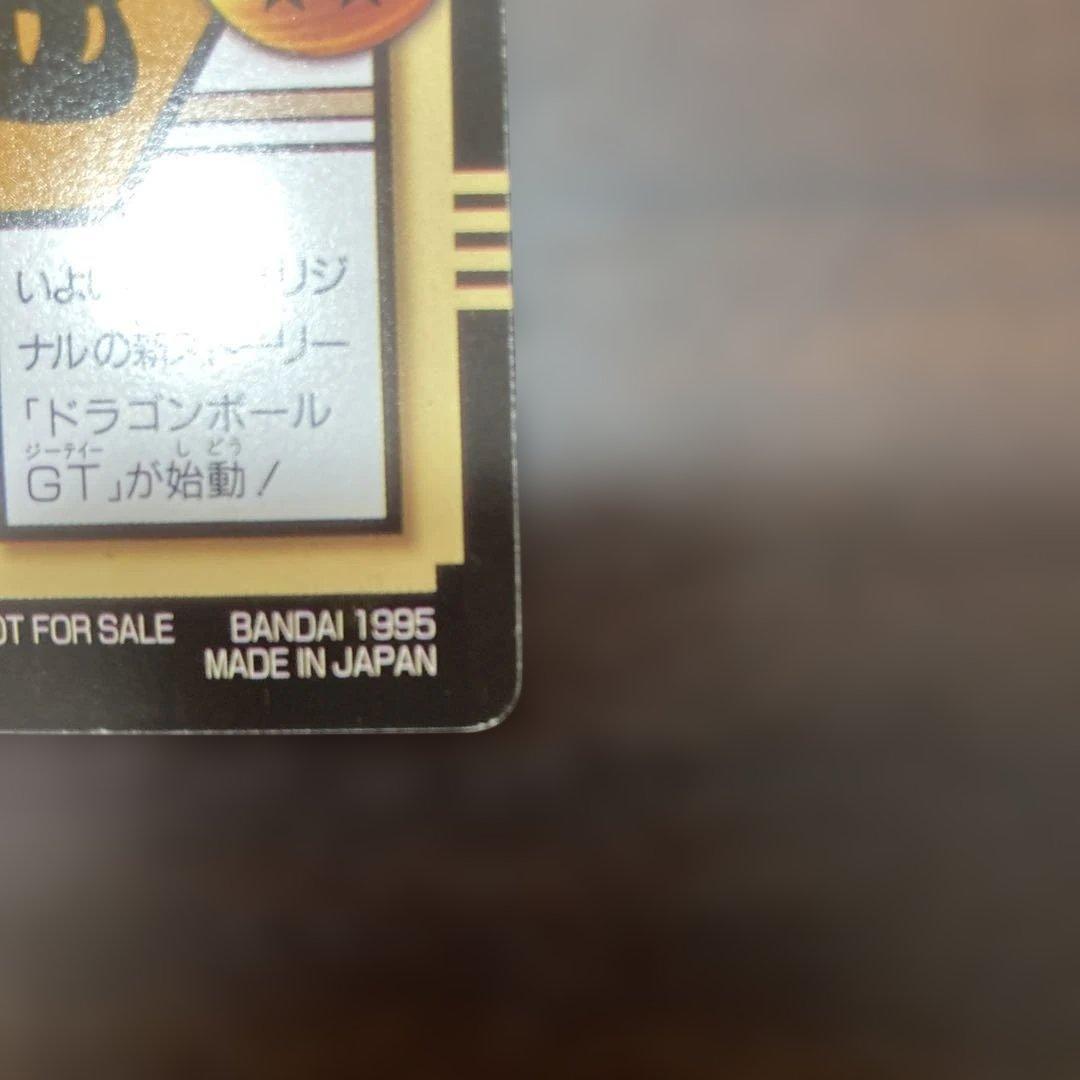 いよい リジ
ナルの新ストーリー
「ドラゴンボール
ジーティー しどう
GT」が始動!
OT FOR SALE BANDAI 1995
MADE IN JAPAN